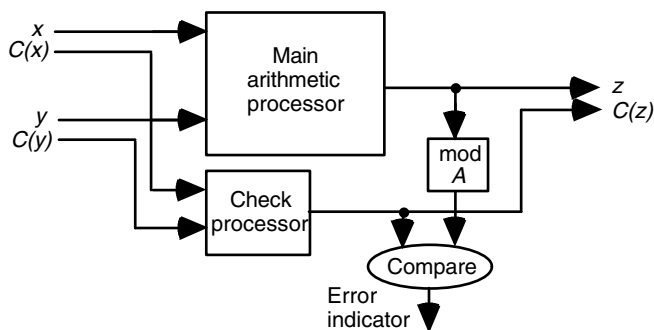 x
C(x)
Main
arithmetic
processor
z
C(z)
y
C(y)
mod
A
Check
processor
Compare
Error
indicator